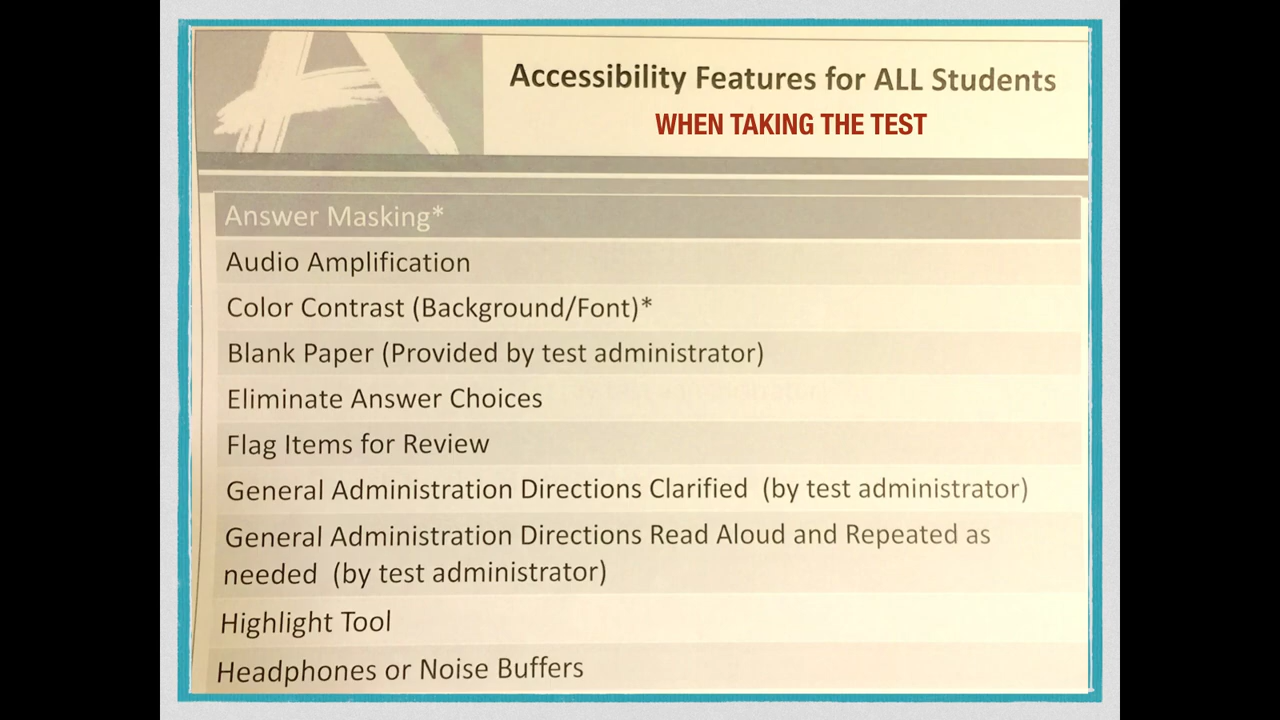 Accessibility Features for ALL Students
WHEN TAKING THE TEST
Answer Masking*
Audio Amplification
Color Contrast (Background/Font)*
Blank Paper (Provided by test administrator)
Eliminate Answer Choices
Flag Items for Review
General Administration Directions Clarified (by test administrator)
General Administration Directions Read Aloud and Repeated as
needed (by test administrator)
Highlight Tool
Headphones or Noise Buffers